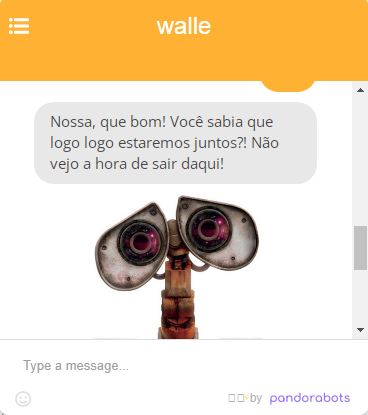 walle
Nossa, que bom! Você sabia que
logo logo estaremos juntos?! Não
vejo a hora de sair daqui!
Type a message...
by pandorabots